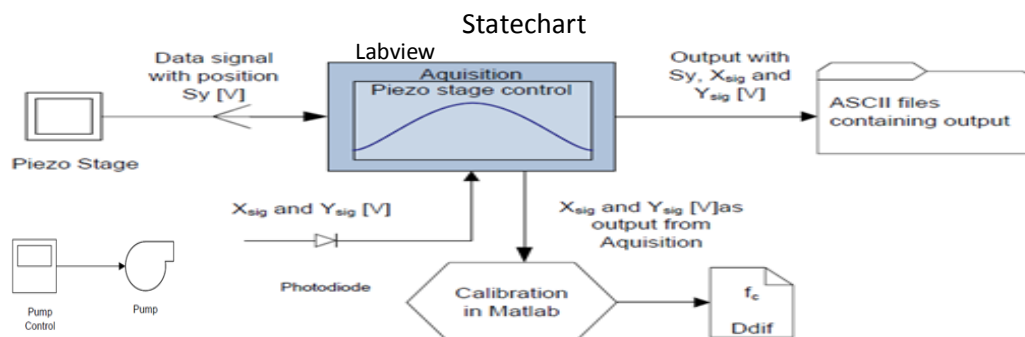 Statechart
Labview
Data signal
with position
Sy [V]
Aquisition
Piezo stage control
Output with
Sy, Xsig and
Ysig [V]
ASCII files
containing output
Piezo Stage
Xsig and Ysig [V]
Xsig and Ysig [V]as
output from
Aquisition
Photodiode
Pump
Control
Pump
Calibration
in Matlab
fc
Ddif